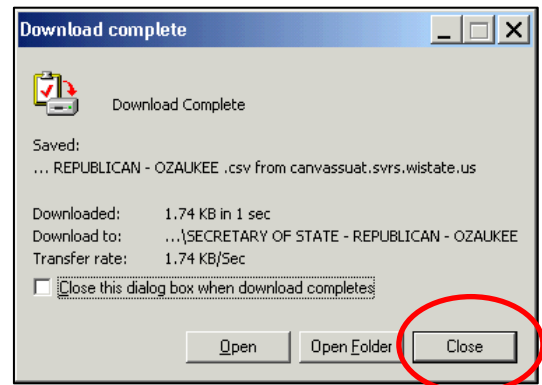 Download complete
Download Complete
Saved:
... REPUBLICAN - OZAUKEE .csv from canvassuat.svrs.wistate.us
Downloaded: 1.74 KB in 1 sec
Download to: ...\SECRETARY OF STATE - REPUBLICAN - OZAUKEE
Transfer rate: 1.74 KB/Sec
Close this dialog box when download completes
Open Open Folder Close